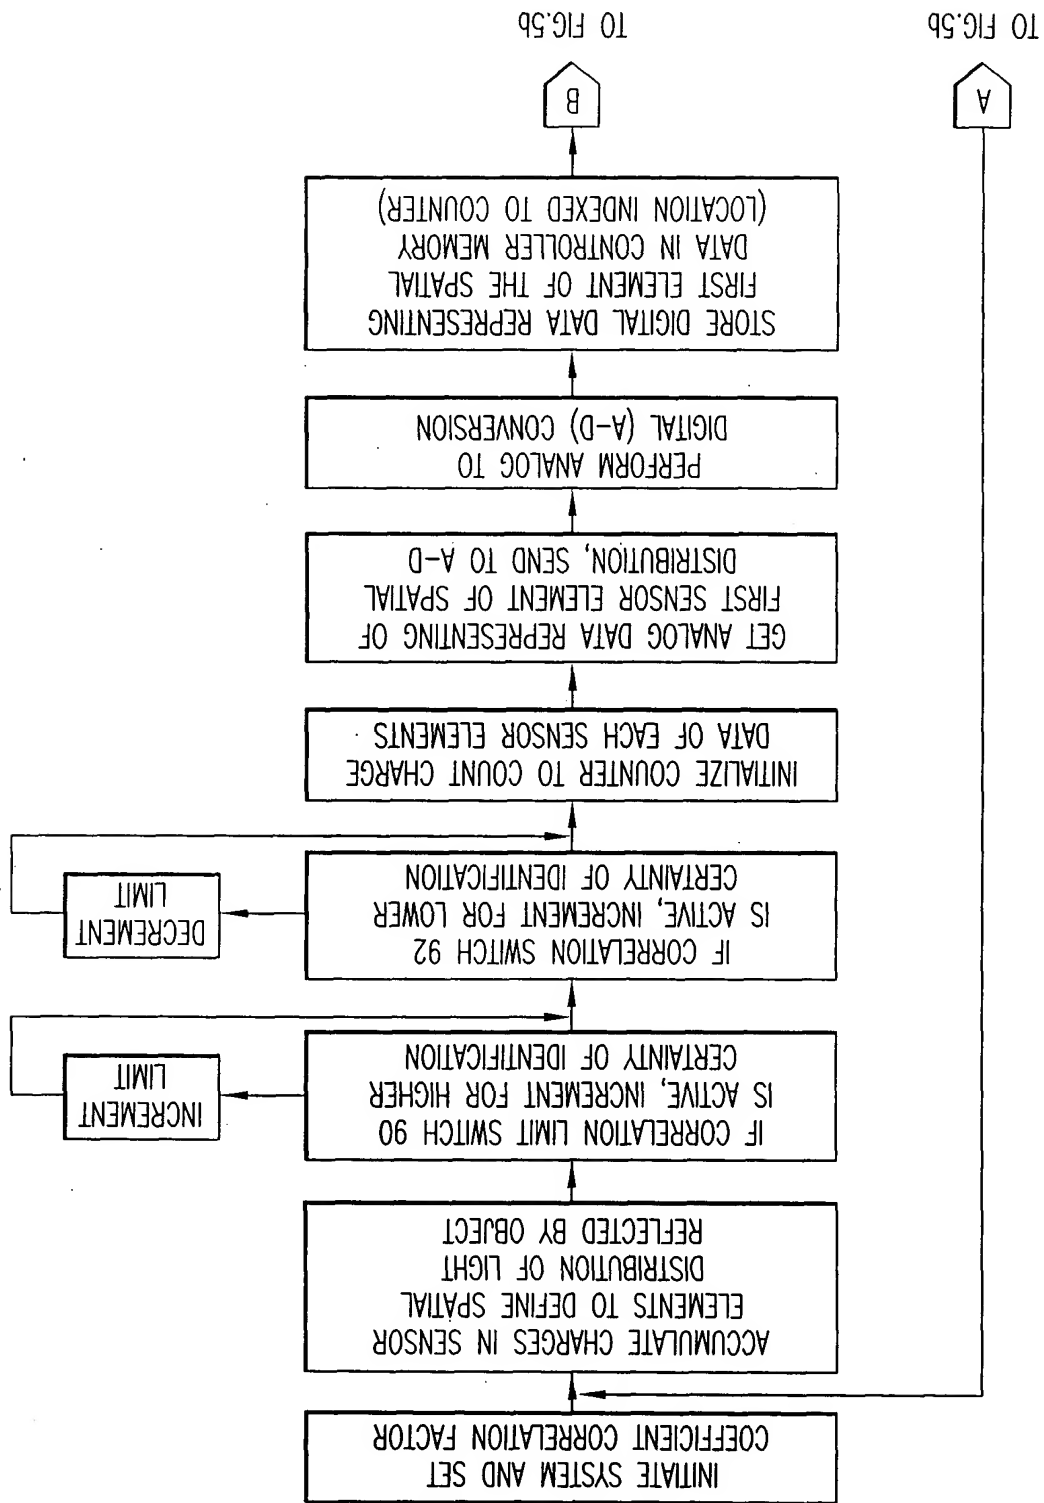 INITIATE SYSTEM AND SET
COEFFICIENT CORRELATION FACTOR
ACCUMULATE CHARGES IN SENSOR
ELEMENTS TO DEFINE SPATIAL
DISTRIBUTION OF LIGHT
REFLECTED BY OBJECT
IF CORRELATION LIMIT SWITCH 90
IS ACTIVE, INCREMENT FOR HIGHER
CERTAINTY OF IDENTIFICATION
INCREMENT
LIMIT
IF CORRELATION SWITCH 92
IS ACTIVE, INCREMENT FOR LOWER
CERTAINTY OF IDENTIFICATION
DECREMENT
LIMIT
INITIALIZE COUNTER TO COUNT CHARGE
DATA OF EACH SENSOR ELEMENTS
GET ANALOG DATA REPRESENTING OF
FIRST SENSOR ELEMENT OF SPATIAL
DISTRIBUTION, SEND TO A-D
PERFORM ANALOG TO
DIGITAL (A-D) CONVERSION
STORE DIGITAL DATA REPRESENTING
FIRST ELEMENT OF THE SPATIAL
DATA IN CONTROLLER MEMORY
(LOCATION INDEXED TO COUNTER)
A
B
TO FIG.5b
TO FIG.5b